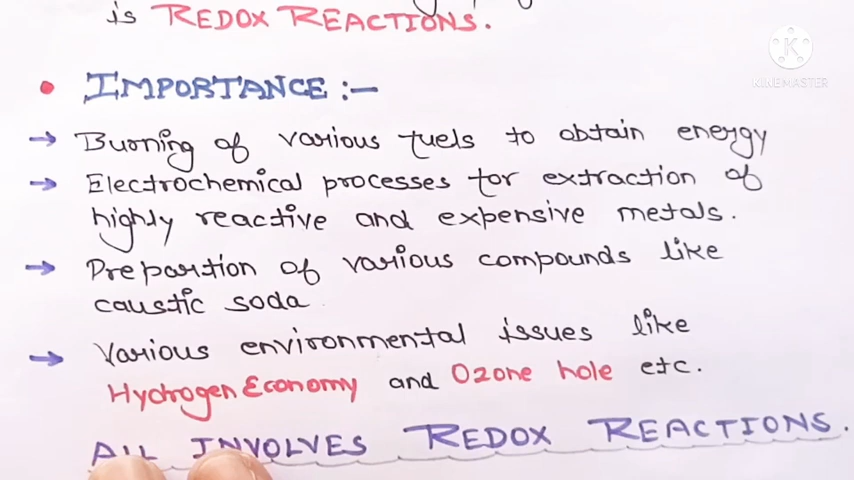 is REDOX REACTIONS.
KINEMASTER
• IMPORTANCE :-
→ Burning of various fuels to obtain energy
→ Electrochemical processes for extraction of
highly reactive and expensive metals.
→ Prepartion of various compounds like
caustic soda
→ Various environmental issues like
Hydrogen Economy and Ozone hole etc.
ALL INVOLVES REDOX REACTIONS.